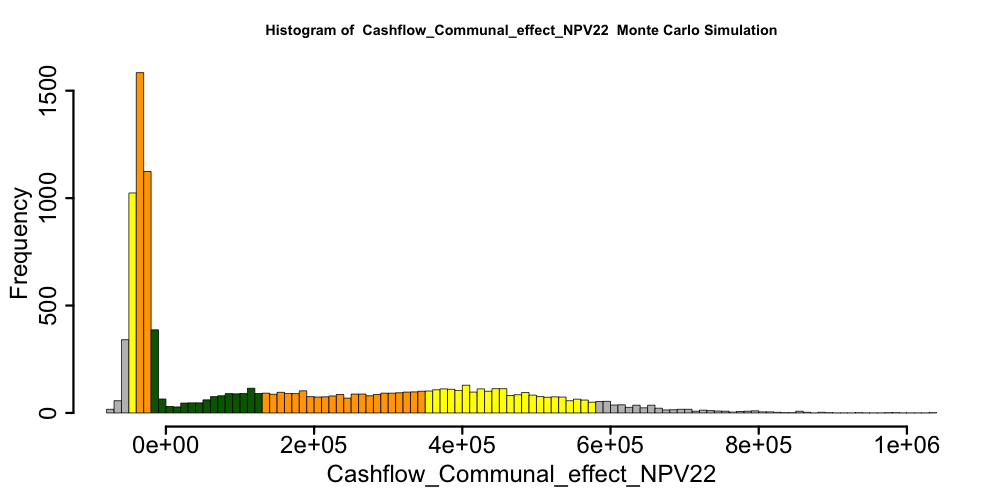 Histogram of  Cashflow_Communal_effect_NPV22  Monte Carlo Simulation
Frequency
1500
1000
500
0
0e+00 2e+05 4e+05 6e+05 8e+05 1e+06
Cashflow_Communal_effect_NPV22